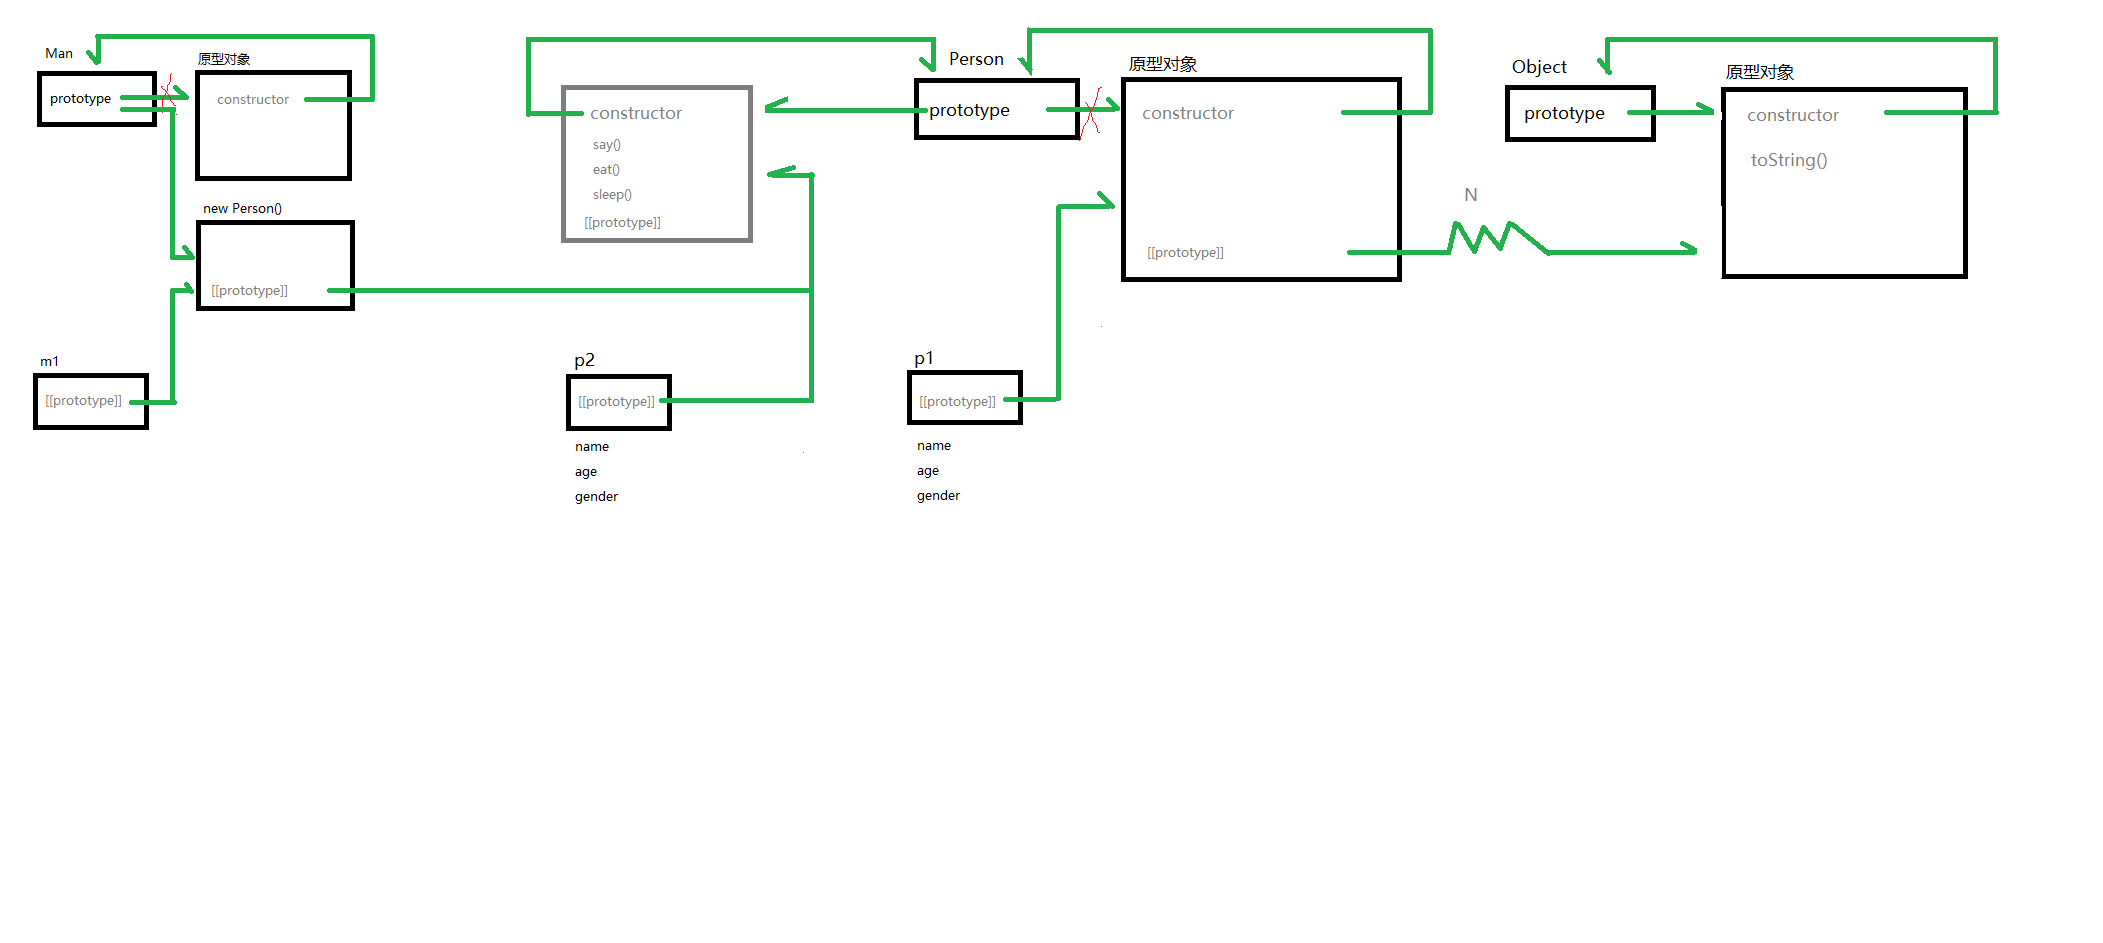 Man
原型对象
prototype
constructor
new Person()
[[prototype]]
m1
[[prototype]]
constructor
say()
eat()
sleep()
[[prototype]]
p2
[[prototype]]
name
age
gender
Person
prototype
原型对象
constructor
[[prototype]]
p1
[[prototype]]
name
age
gender
N
Object
prototype
原型对象
constructor
toString()